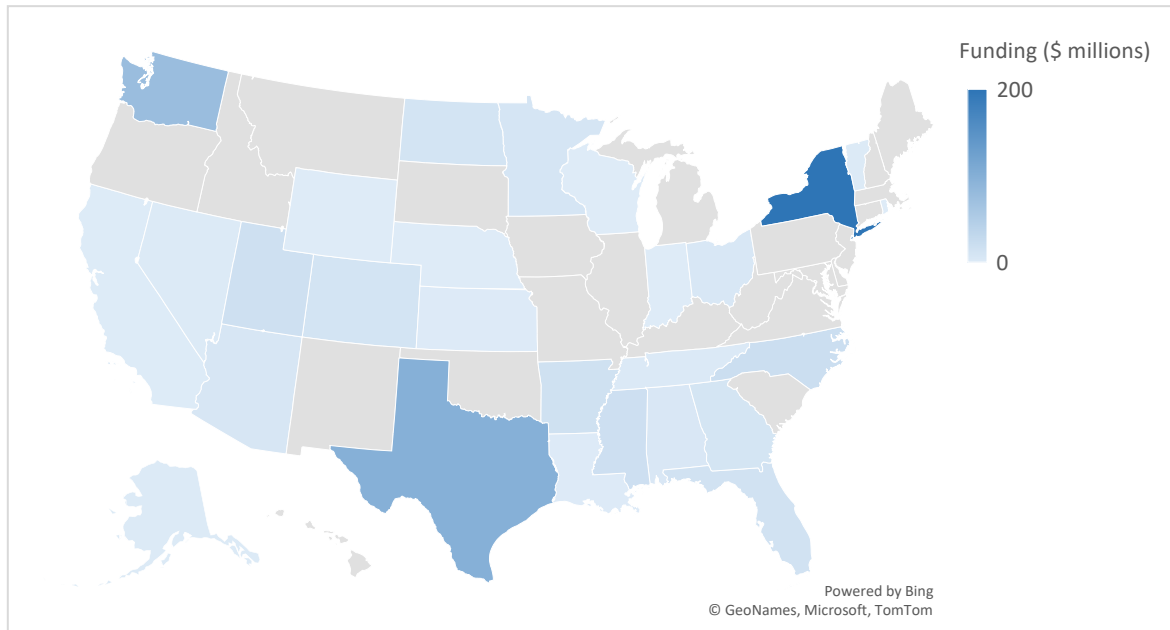 Funding ($ millions)
200
0
Powered by Bing
© GeoNames, Microsoft, TomTom